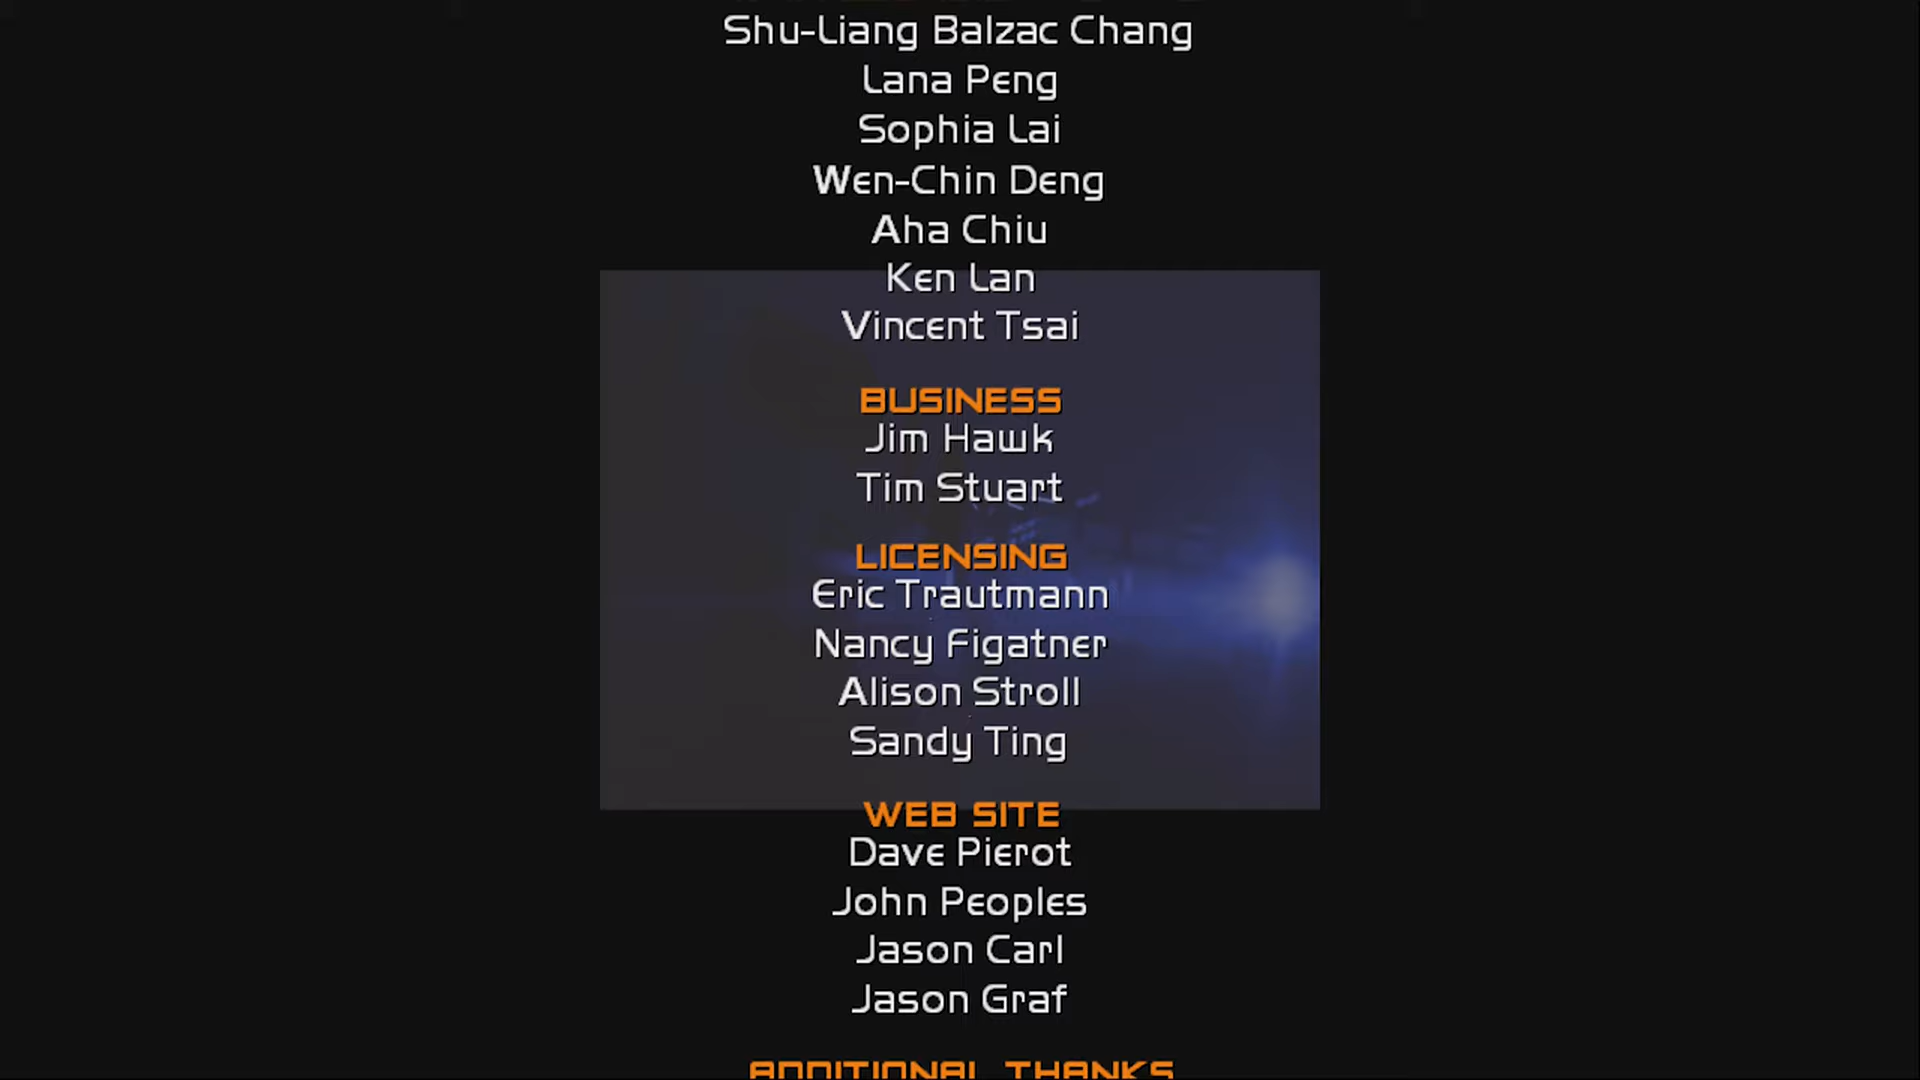 Shu-Liang Balzac Chang
Lana Peng
Sophia Lai
Wen-Chin Deng
Aha Chiu
Ken Lan
Vincent Tsai
BUSINESS
Jim Hawk
Tim Stuart
LICENSING
Eric Trautmann
Nancy Figatner
Alison Stroll
Sandy Ting
WEB SITE
Dave Pierot
John Peoples
Jason Carl
Jason Graf
ADDITIONAL THANKS